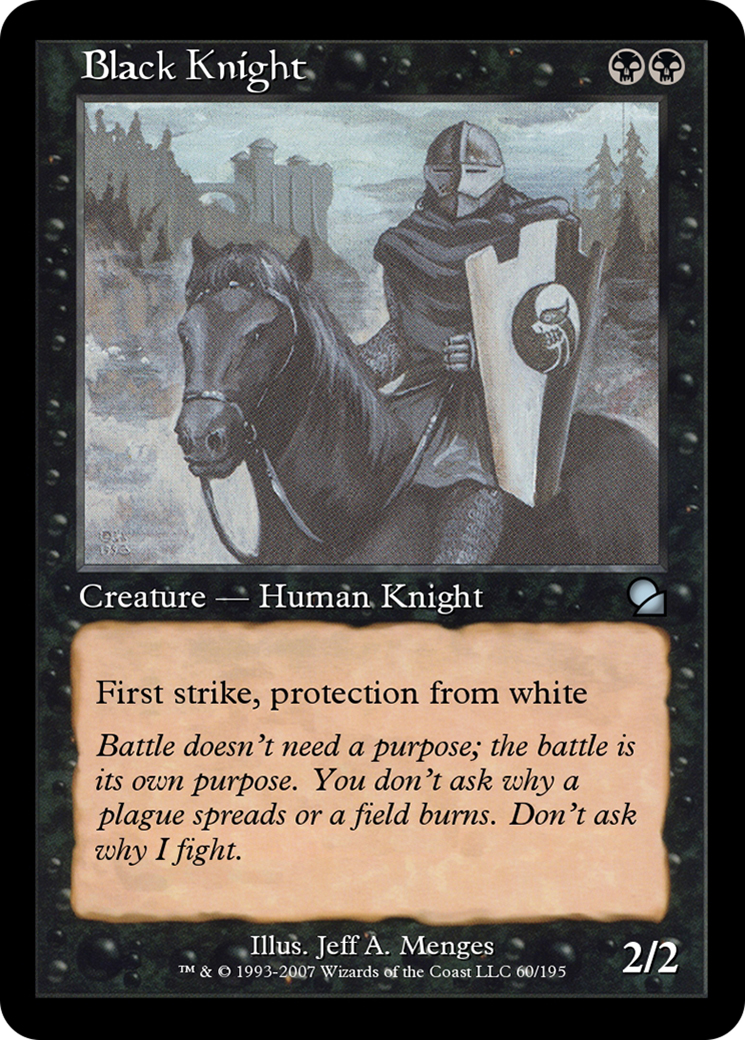 Black Knight
Creature — Human Knight
First strike, protection from white
Battle doesn't need a purpose; the battle is
its own purpose. You don't ask why a
plague spreads or a field burns. Don't ask
why I fight.
Illus. Jeff A. Menges
™ & © 1993-2007 Wizards of the Coast LLC 60/195
2/2